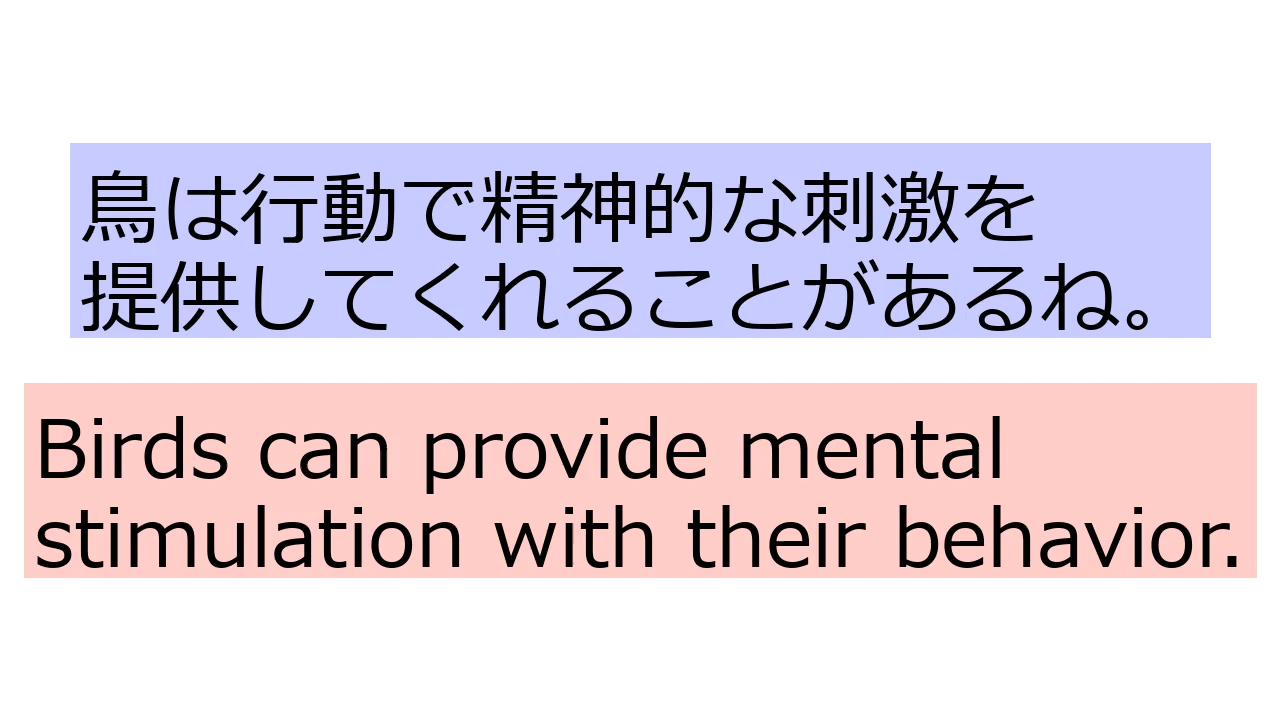 鳥は行動で精神的な刺激を
提供してくれることがあるね。
Birds can provide mental
stimulation with their behavior.